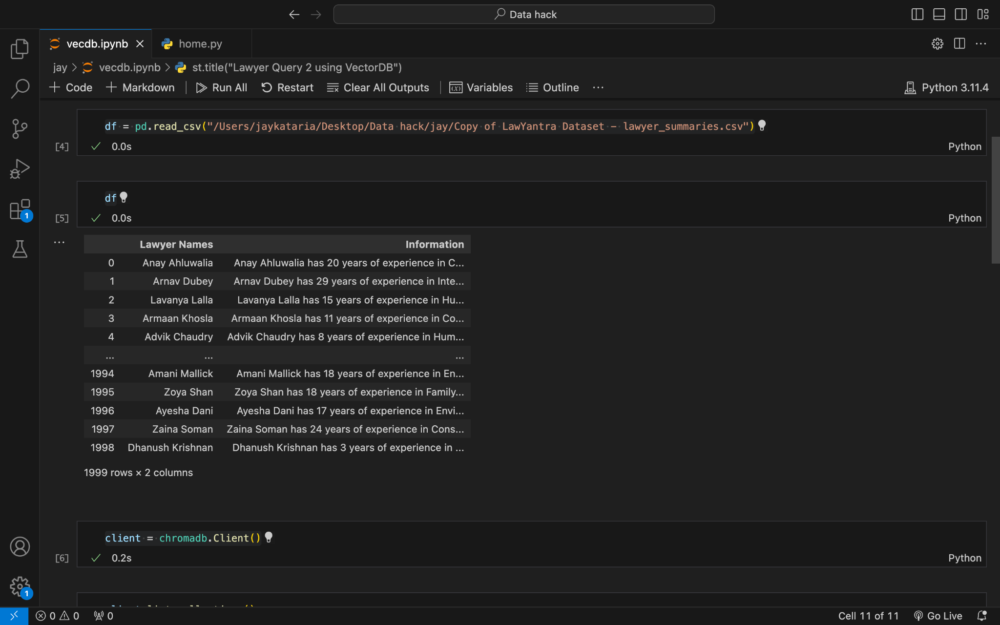 Data hack
vecdb.ipynb
home.py
jay > vecdb.ipynb > st.title("Lawyer Query 2 using VectorDB")
+ Code + Markdown Run All Restart Clear All Outputs Variables Outline ... Python 3.11.4
df = pd.read_csv("/Users/jaykataria/Desktop/Data hack/jay/Copy of LawYantra Dataset - lawyer_summaries.csv")
[4] 0.0s Python
df
[5] 0.0s Python
...
Lawyer Names Information
0 Anay Ahluwalia Anay Ahluwalia has 20 years of experience in C...
1 Arnav Dubey Arnav Dubey has 29 years of experience in Inte...
2 Lavanya Lalla Lavanya Lalla has 15 years of experience in Hu...
3 Armaan Khosla Armaan Khosla has 11 years of experience in Co...
4 Advik Chaudry Advik Chaudry has 8 years of experience in Hum...
... ... ...
1994 Amani Mallick Amani Mallick has 18 years of experience in En...
1995 Zoya Shan Zoya Shan has 18 years of experience in Family...
1996 Ayesha Dani Ayesha Dani has 17 years of experience in Envi...
1997 Zaina Soman Zaina Soman has 24 years of experience in Cons...
1998 Dhanush Krishnan Dhanush Krishnan has 3 years of experience in ...
1999 rows × 2 columns
client = chromadb.Client()
[6] 0.2s Python
1
1
0 0 0 Cell 11 of 11 Go Live